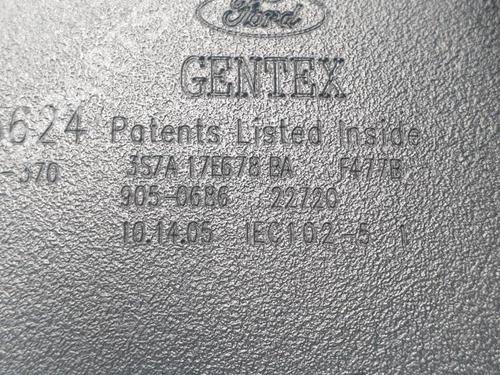 Ford
GENTEX
624 Patents Listed Inside
-370 3S7A 17E678 BA F477B
905-0686 22720
10.14.05 IEC102-5 1